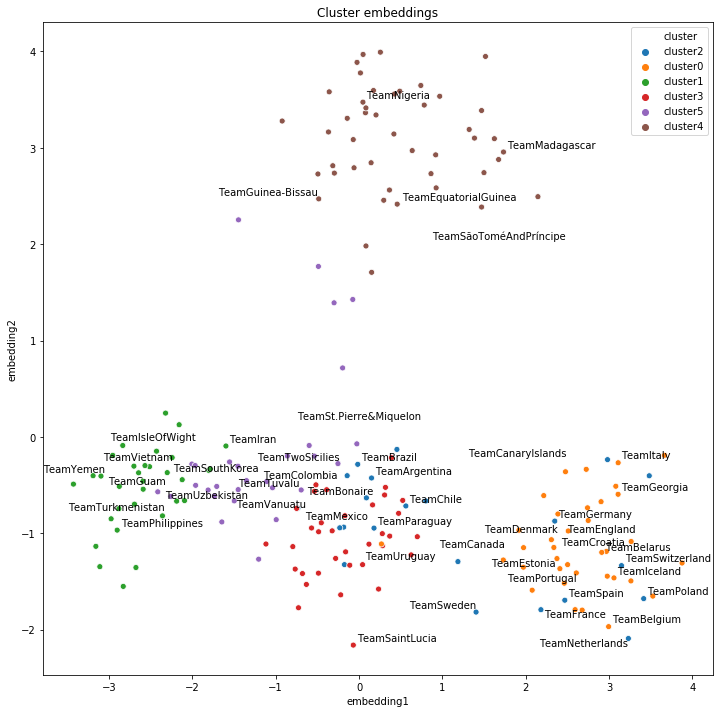 Cluster embeddings
cluster
cluster2
cluster0
cluster1
cluster3
cluster5
cluster4
TeamNigeria
TeamMadagascar
TeamGuinea-Bissau
TeamEquatorialGuinea
TeamSãoToméAndPríncipe
TeamSt.Pierre&Miquelon
TeamIsleOfWight
TeamIran
TeamVietnam
TeamTwoSicilies
TeamBrazil
TeamCanaryIslands
TeamItaly
TeamYemen
TeamGuam
TeamSouthKorea
TeamColombia
TeamArgentina
TeamTuvalu
TeamBonaire
TeamGeorgia
TeamUzbekistan
TeamChile
TeamTurkmenistan
TeamVanuatu
TeamMexico
TeamParaguay
TeamGermany
TeamPhilippines
TeamDenmark
TeamEngland
TeamCanada
TeamCroatia
TeamBelarus
TeamUruguay
TeamEstonia
TeamSwitzerland
TeamPortugal
TeamIceland
TeamSpain
TeamPoland
TeamSweden
TeamFrance
TeamBelgium
TeamSaintLucia
TeamNetherlands
embedding2
4
3
2
1
0
−1
−2
−3
−2
−1
0
1
2
3
4
embedding1